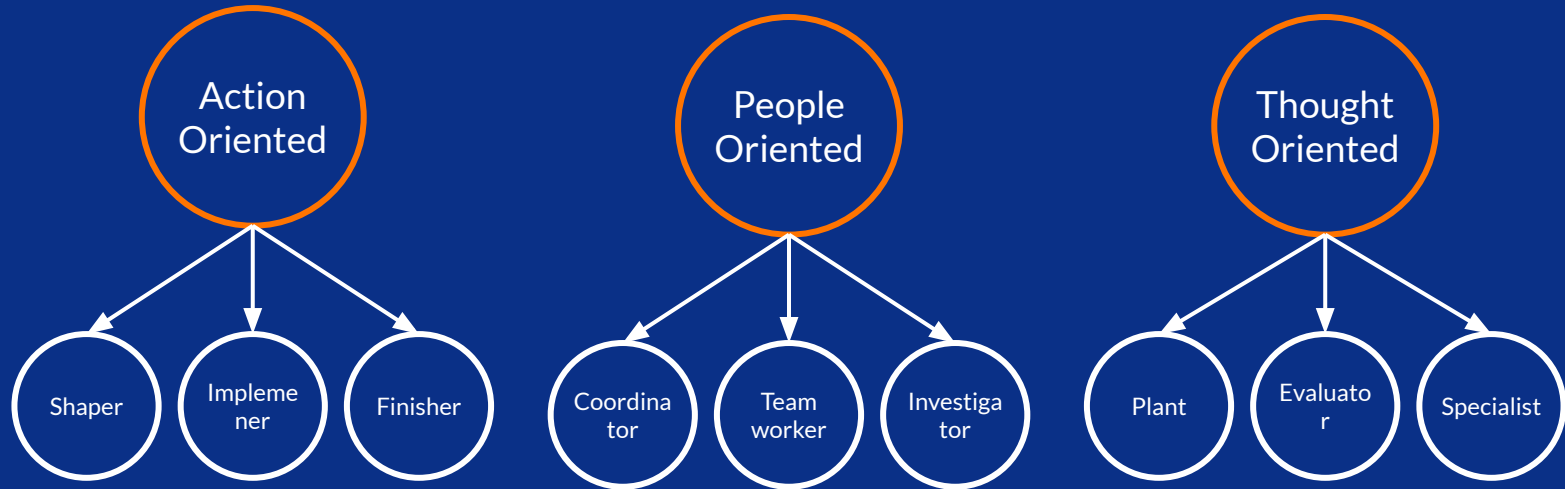 Action
Oriented
People
Oriented
Thought
Oriented
Shaper
Impleme
ner
Finisher
Coordina
tor
Team
worker
Investiga
tor
Plant
Evaluato
r
Specialist